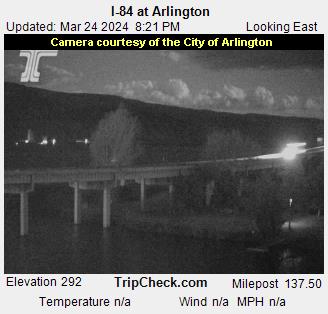 I-84 at Arlington
Updated: Mar 24 2024 8:21 PM Looking East
Camera courtesy of the City of Arlington
Elevation 292 TripCheck.com Milepost 137.50
Temperature n/a Wind n/a MPH n/a